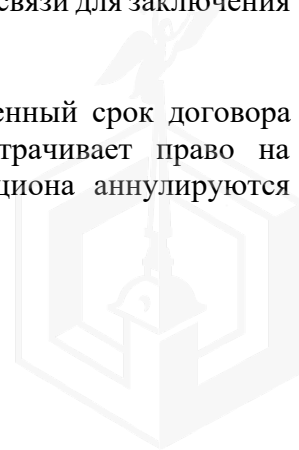 связи для заключения
енный срок договора
трачивает право на
циона аннулируются